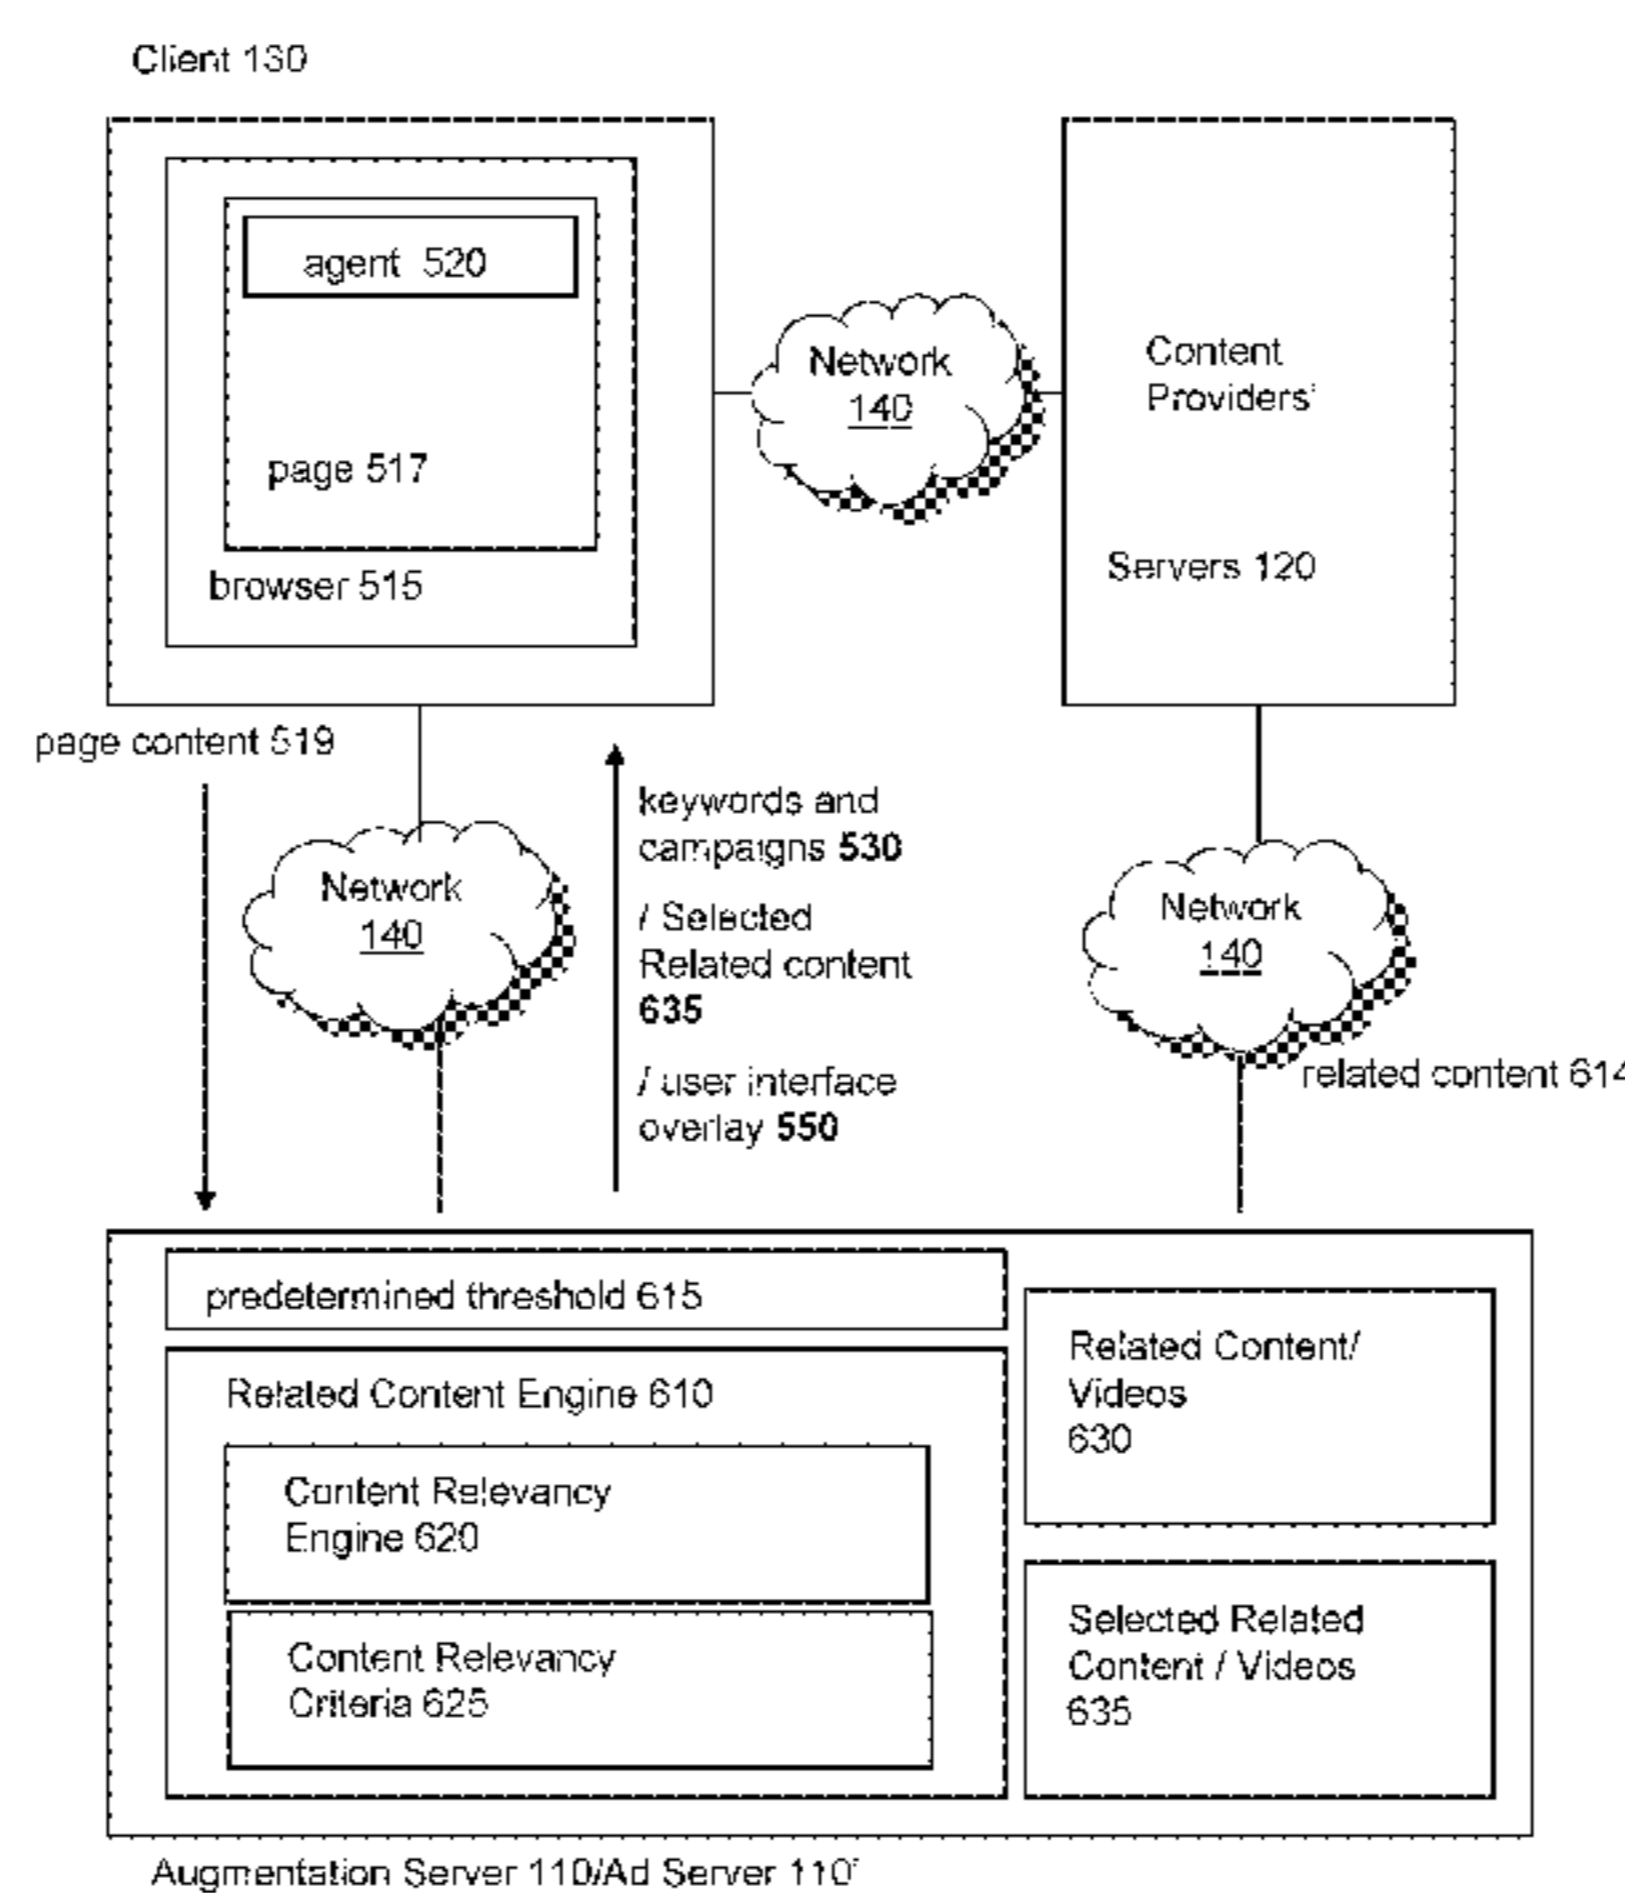 Client 130
agent 520
page 517
browser 515
Network
140
Content
Providers'
Servers 120
page content 519
Network
140
keywords and
campaigns 530
/ Selected
Related content
635
/ user interface
overlay 550
Network
140
related content 614
predetermined threshold 615
Related Content Engine 610
Content Relevancy
Engine 620
Content Relevancy
Criteria 625
Related Content/
Videos
630
Selected Related
Content / Videos
635
Augmentation Server 110/Ad Server 110'